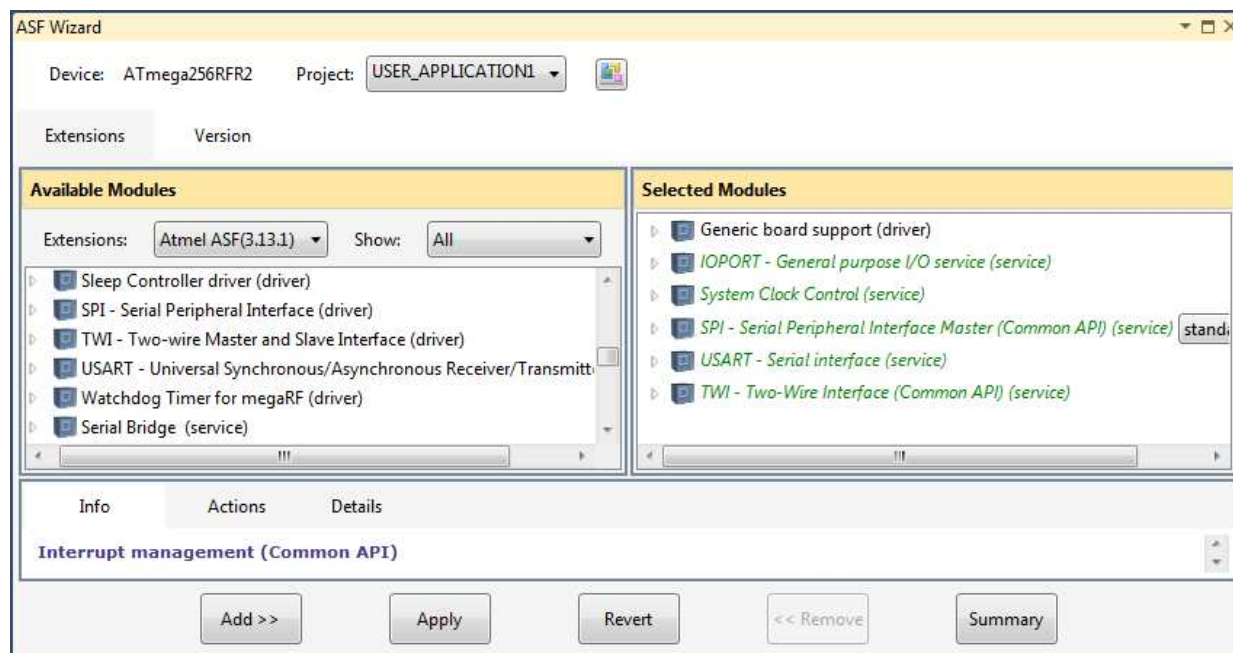 ASF Wizard
Device: ATmega256RFR2 Project: USER_APPLICATION1
Extensions Version
Available Modules
Extensions: Atmel ASF(3.13.1) Show: All
Sleep Controller driver (driver)
SPI - Serial Peripheral Interface (driver)
TWI - Two-wire Master and Slave Interface (driver)
USART - Universal Synchronous/Asynchronous Receiver/Transmitt
Watchdog Timer for megaRF (driver)
Serial Bridge (service)
Selected Modules
Generic board support (driver)
IOPORT - General purpose I/O service (service)
System Clock Control (service)
SPI - Serial Peripheral Interface Master (Common API) (service) standa
USART - Serial interface (service)
TWI - Two-Wire Interface (Common API) (service)
Info Actions Details
Interrupt management (Common API)
Add >> Apply Revert << Remove Summary